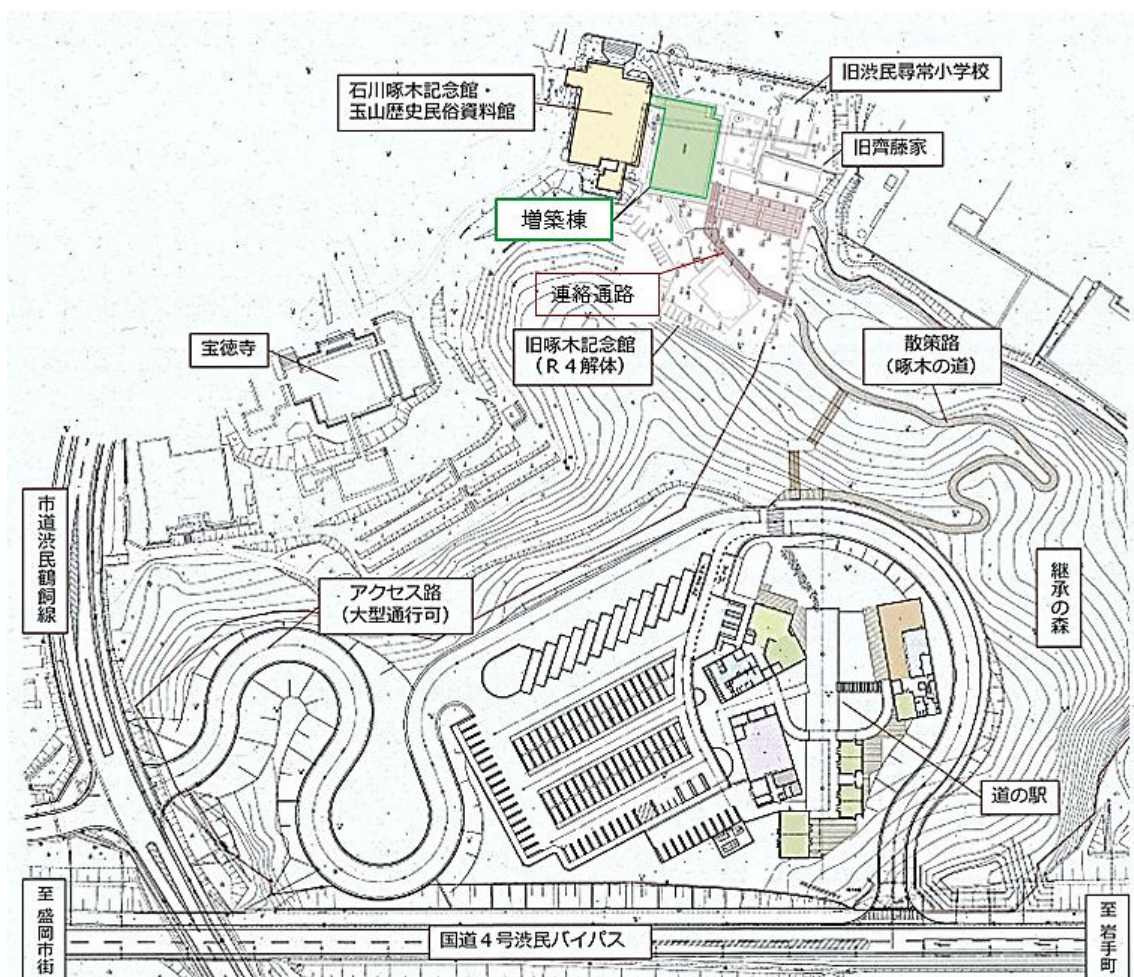 旧渋民尋常小学校
石川啄木記念館・
玉山歴史民俗資料館
旧齊藤家
増築棟
連絡通路
旧啄木記念館
(R4解体)
宝徳寺
散策路
(啄木の道)
市道渋民鶴飼線
アクセス路
(大型通行可)
継承の森
道の駅
至 盛岡市街
国道4号渋民バイパス
至 岩手町